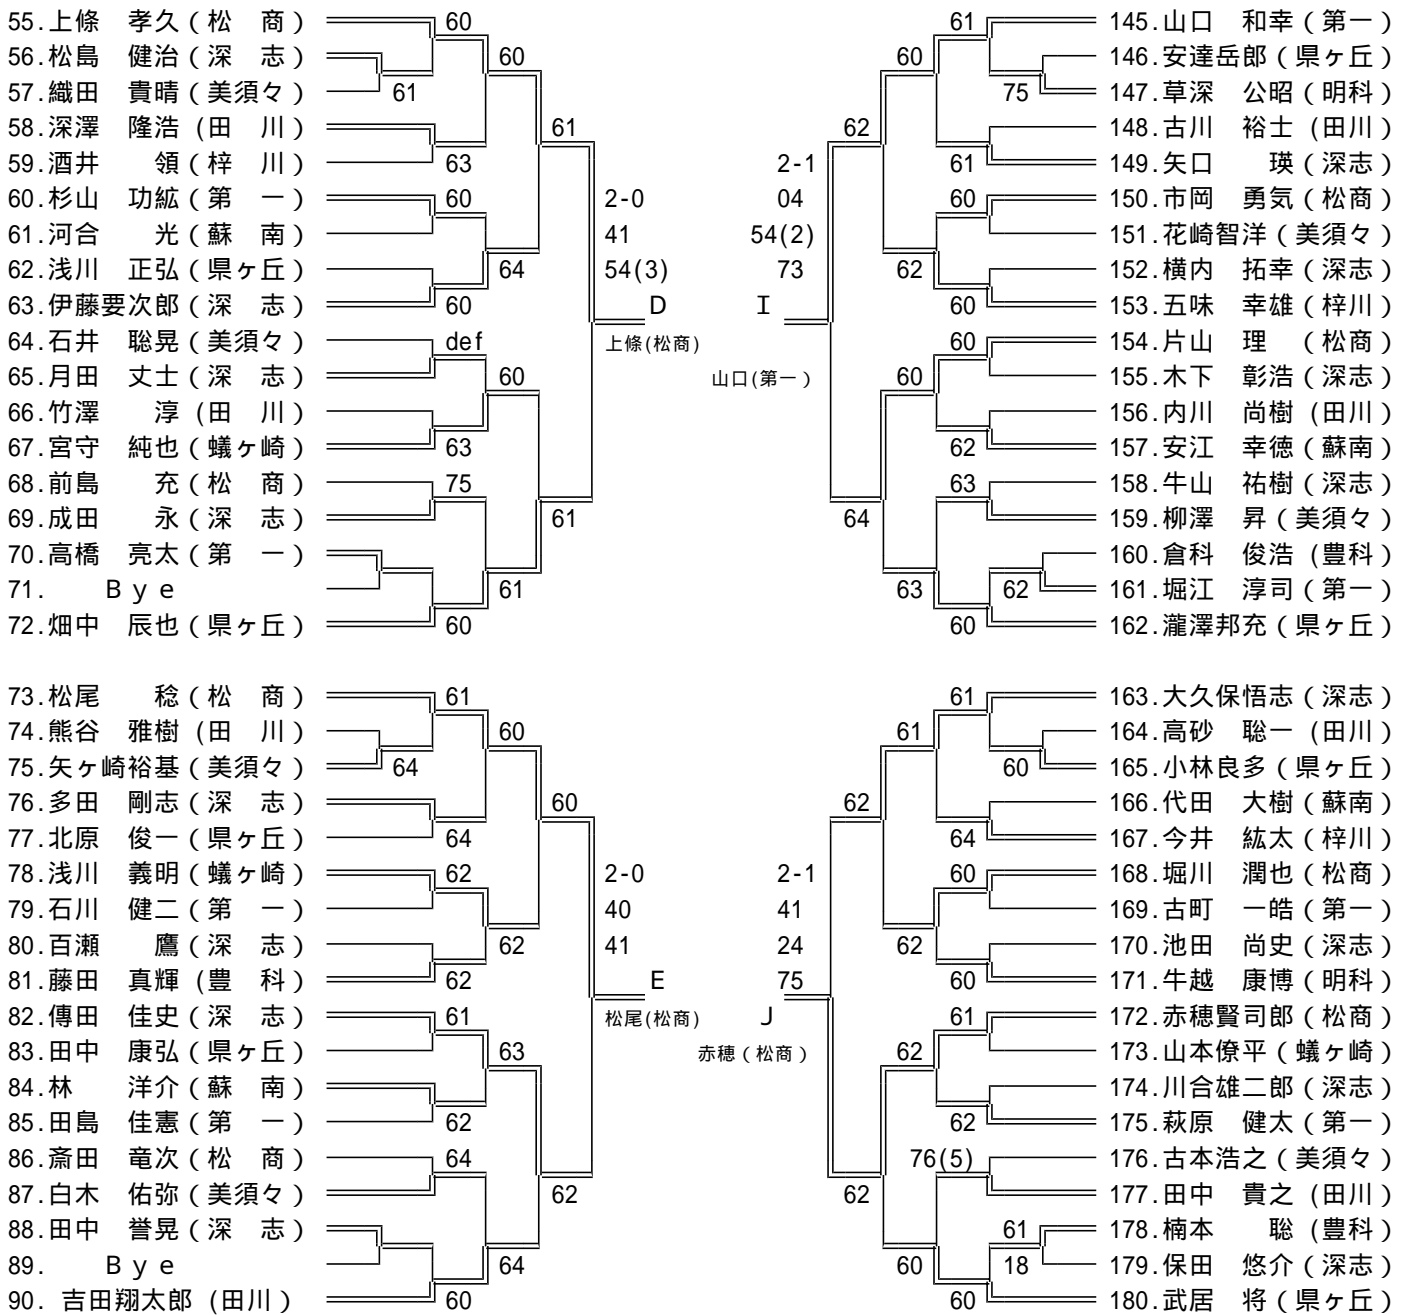 55.上條　孝久（松　商） 60 61 145.山口　和幸（第一）
56.松島　健治（深　志） 60 60 146.安達岳郎（県ヶ丘）
57.織田　貴晴（美須々） 61 75 147.草深　公昭（明科）
58.深澤　隆浩（田　川） 61 62 148.古川　裕士（田川）
59.酒井　　領（梓　川） 63 2-1 61 149.矢口　　瑛（深志）
60.杉山　功紘（第　一） 60 2-0 04 60 150.市岡　勇気（松商）
61.河合　　光（蘇　南） 41 54(2) 151.花崎智洋（美須々）
62.浅川　正弘（県ヶ丘） 64 54(3) 73 62 152.横内　拓幸（深志）
63.伊藤要次郎（深　志） 60 D I 60 153.五味　幸雄（梓川）
64.石井　聡晃（美須々） def 上條(松商) 60 154.片山　理　（松商）
65.月田　丈士（深　志） 60 山口(第一） 60 155.木下　彰浩（深志）
66.竹澤　　淳（田　川） 156.内川　尚樹（田川）
67.宮守　純也（蟻ヶ崎） 63 62 157.安江　幸徳（蘇南）
68.前島　　充（松　商） 75 63 158.牛山　祐樹（深志）
69.成田　　永（深　志） 61 64 159.柳澤　昇（美須々）
70.高橋　亮太（第　一） 160.倉科　俊浩（豊科）
71.　　Ｂｙｅ 61 63 62 161.堀江　淳司（第一）
72.畑中　辰也（県ヶ丘） 60 60 162.瀧澤邦充（県ヶ丘）
73.松尾　　稔（松　商） 61 61 163.大久保悟志（深志）
74.熊谷　雅樹（田　川） 60 61 164.高砂　聡一（田川）
75.矢ヶ崎裕基（美須々） 64 60 165.小林良多（県ヶ丘）
76.多田　剛志（深　志） 60 62 166.代田　大樹（蘇南）
77.北原　俊一（県ヶ丘） 64 64 167.今井　紘太（梓川）
78.浅川　義明（蟻ヶ崎） 62 2-0 2-1 60 168.堀川　潤也（松商）
79.石川　健二（第　一） 40 41 169.古町　一皓（第一）
80.百瀬　　鷹（深　志） 62 41 24 62 170.池田　尚史（深志）
81.藤田　真輝（豊　科） 62 E 75 60 171.牛越　康博（明科）
82.傳田　佳史（深　志） 61 松尾(松商) J 61 172.赤穂賢司郎（松商）
83.田中　康弘（県ヶ丘） 63 赤穂（松商） 62 173.山本僚平（蟻ヶ崎）
84.林　　洋介（蘇　南） 174.川合雄二郎（深志）
85.田島　佳憲（第　一） 62 62 175.萩原　健太（第一）
86.斎田　竜次（松　商） 64 76(5) 176.古本浩之（美須々）
87.白木　佑弥（美須々） 62 62 177.田中　貴之（田川）
88.田中　誉晃（深　志） 61 178.楠本　　聡（豊科）
89.　　Ｂｙｅ 64 60 18 179.保田　悠介（深志）
90.吉田翔太郎（田川） 60 60 180.武居　将（県ヶ丘）